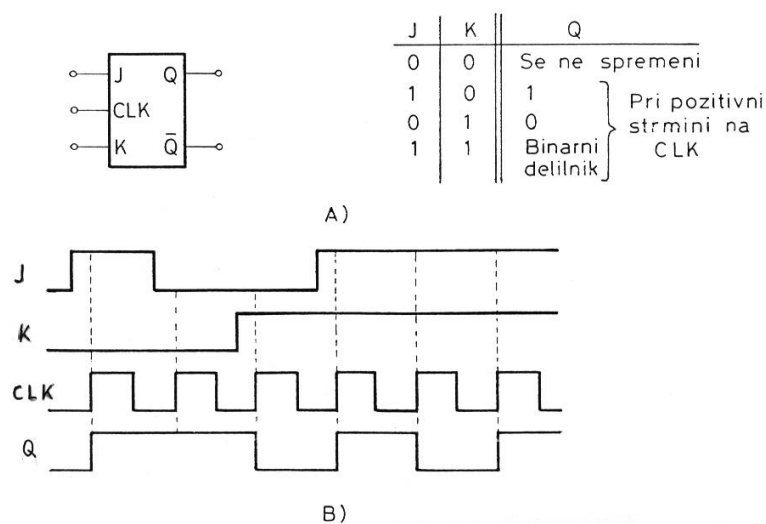 J Q
CLK
K Q̄
J K Q
0 0 Se ne spremeni
1 0 1
0 1 0
1 1 Binarni delilnik
Pri pozitivni
strmini na
CLK
A)
J
K
CLK
Q
B)